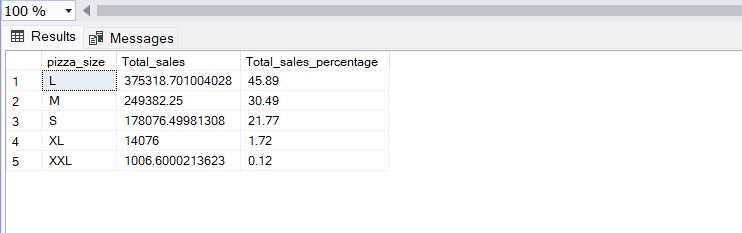 100 %
Results Messages
pizza_size Total_sales Total_sales_percentage
1 L 375318.701004028 45.89
2 M 249382.25 30.49
3 S 178076.49981308 21.77
4 XL 14076 1.72
5 XXL 1006.6000213623 0.12